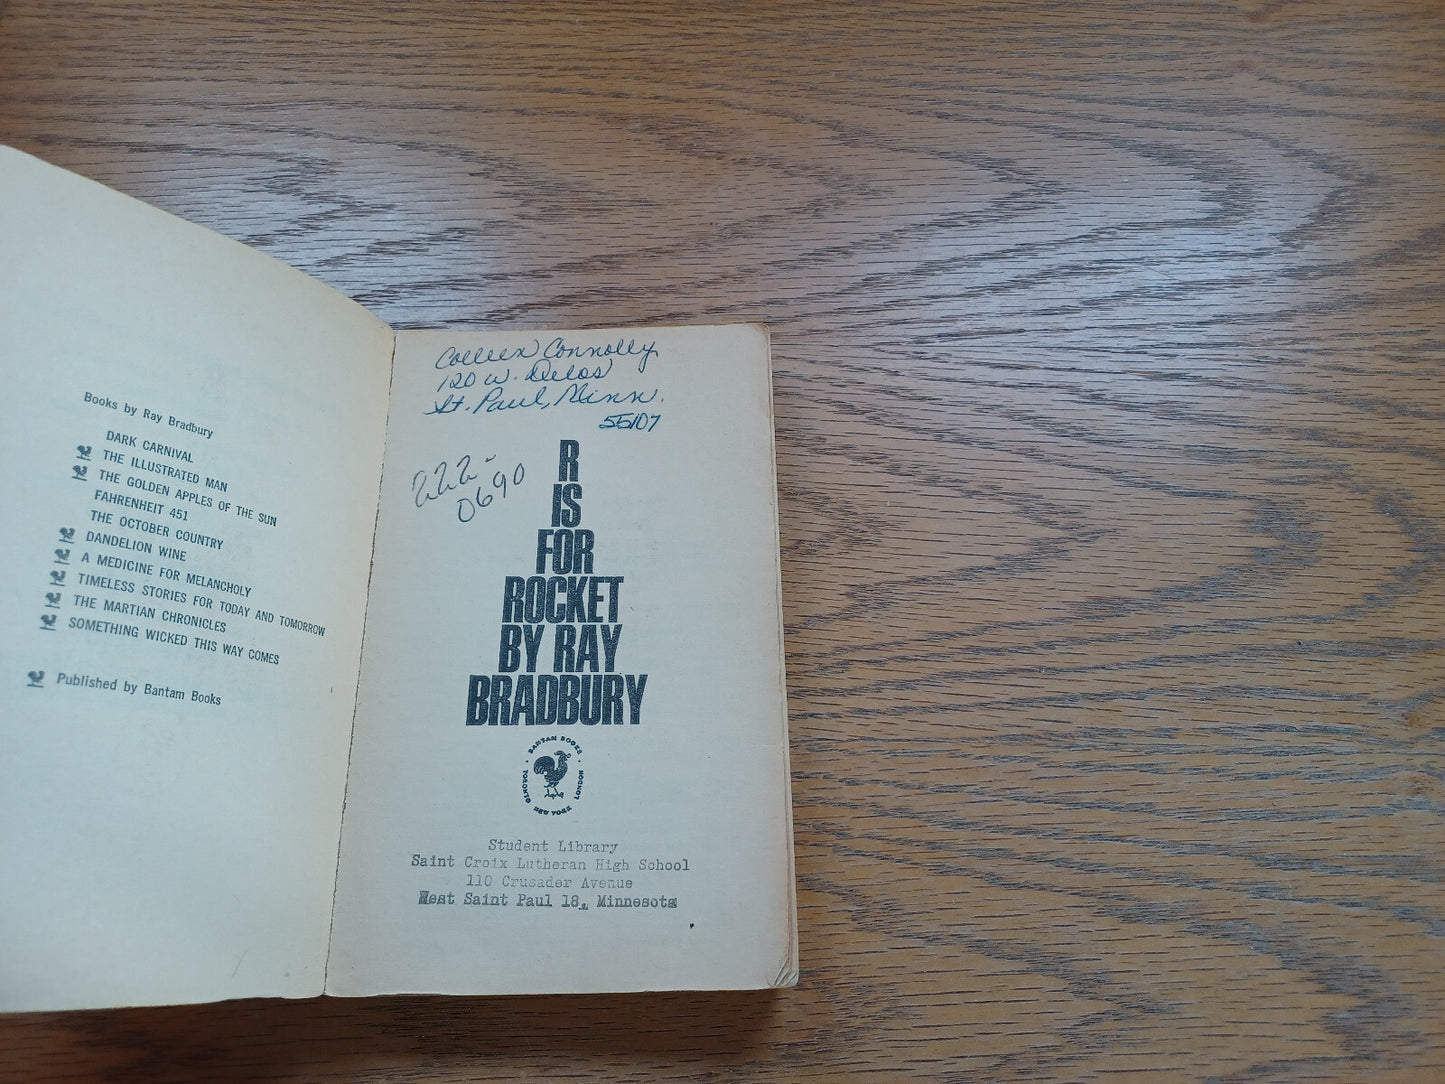 Books by Ray Bradbury
DARK CARNIVAL
THE ILLUSTRATED MAN
THE GOLDEN APPLES OF THE SUN
FAHRENHEIT 451
THE OCTOBER COUNTRY
DANDELION WINE
A MEDICINE FOR MELANCHOLY
TIMELESS STORIES FOR TODAY AND TOMORROW
THE MARTIAN CHRONICLES
SOMETHING WICKED THIS WAY COMES
Published by Bantam Books
Colleen Connolly
120 W. Delos
St. Paul, Minn.
55107
222-
0690
R
IS
FOR
ROCKET
BY RAY
BRADBURY
BANTAM BOOKS
TORONTO
NEW YORK
LONDON
Student Library
Saint Croix Lutheran High School
110 Crusader Avenue
West Saint Paul 18, Minnesota